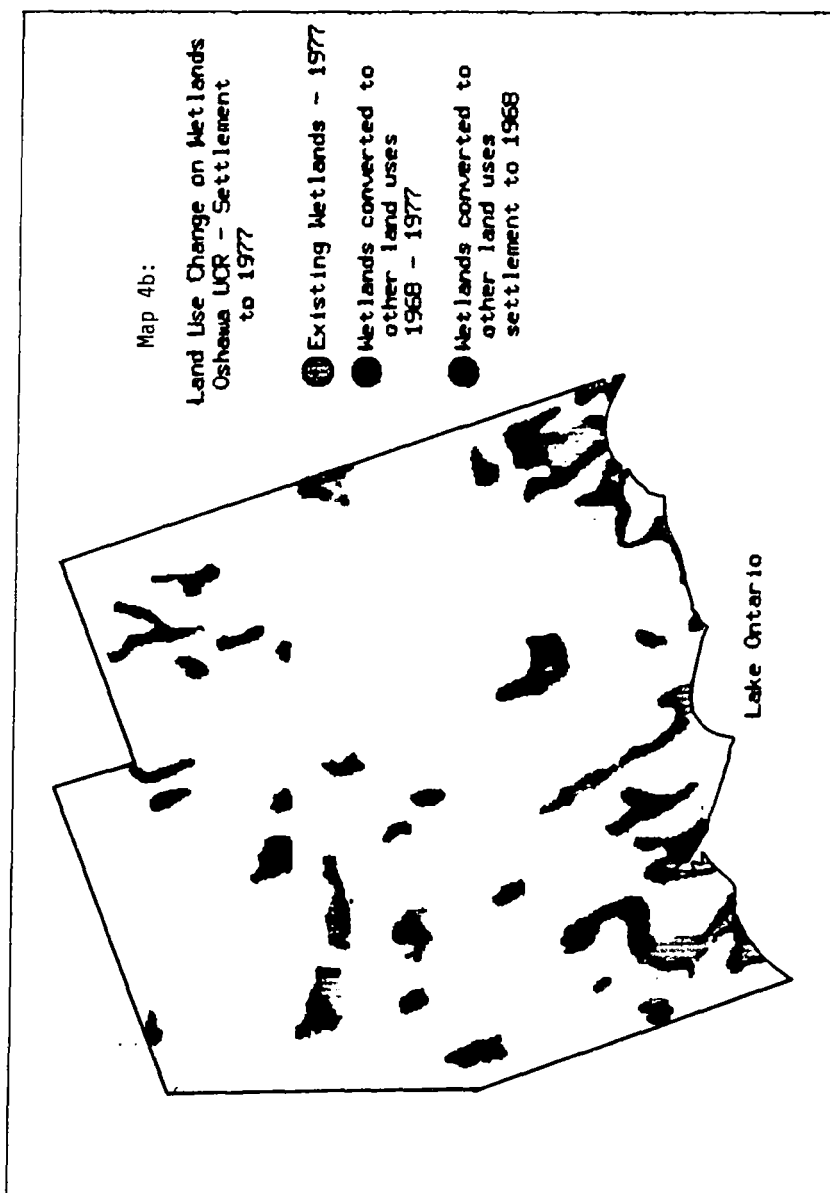 Map 4b:
Land Use Change on Wetlands
Oshawa UCR - Settlement
to 1977
Existing Wetlands - 1977
Wetlands converted to
other land uses
1968 - 1977
Wetlands converted to
other land uses
settlement to 1968
Lake Ontario